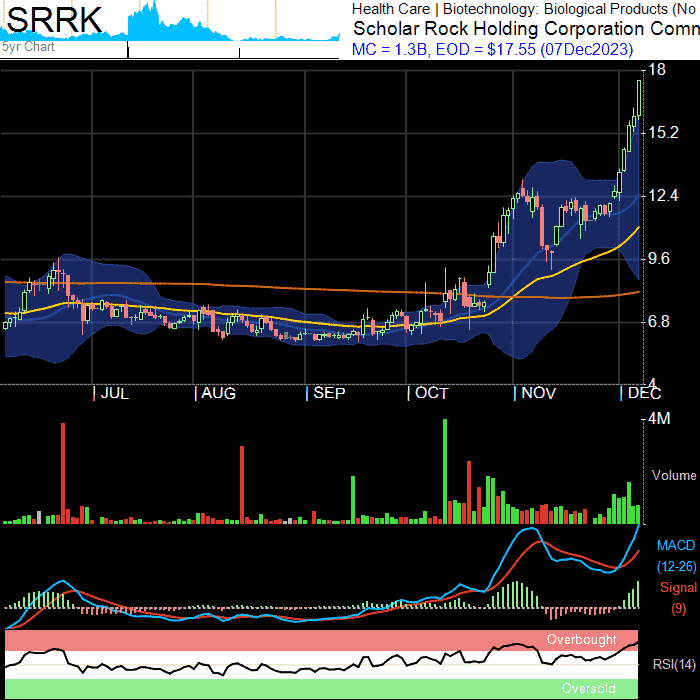 SRRK
5yr Chart
Health Care | Biotechnology: Biological Products (No
Scholar Rock Holding Corporation Comm
MC = 1.3B, EOD = $17.55 (07Dec2023)
18
15.2
12.4
9.6
6.8
4
| JUL | AUG | SEP | OCT | NOV | DEC
4M
Volume
MACD
(12-26)
Signal
(9)
Overbought
RSI(14)
Oversold